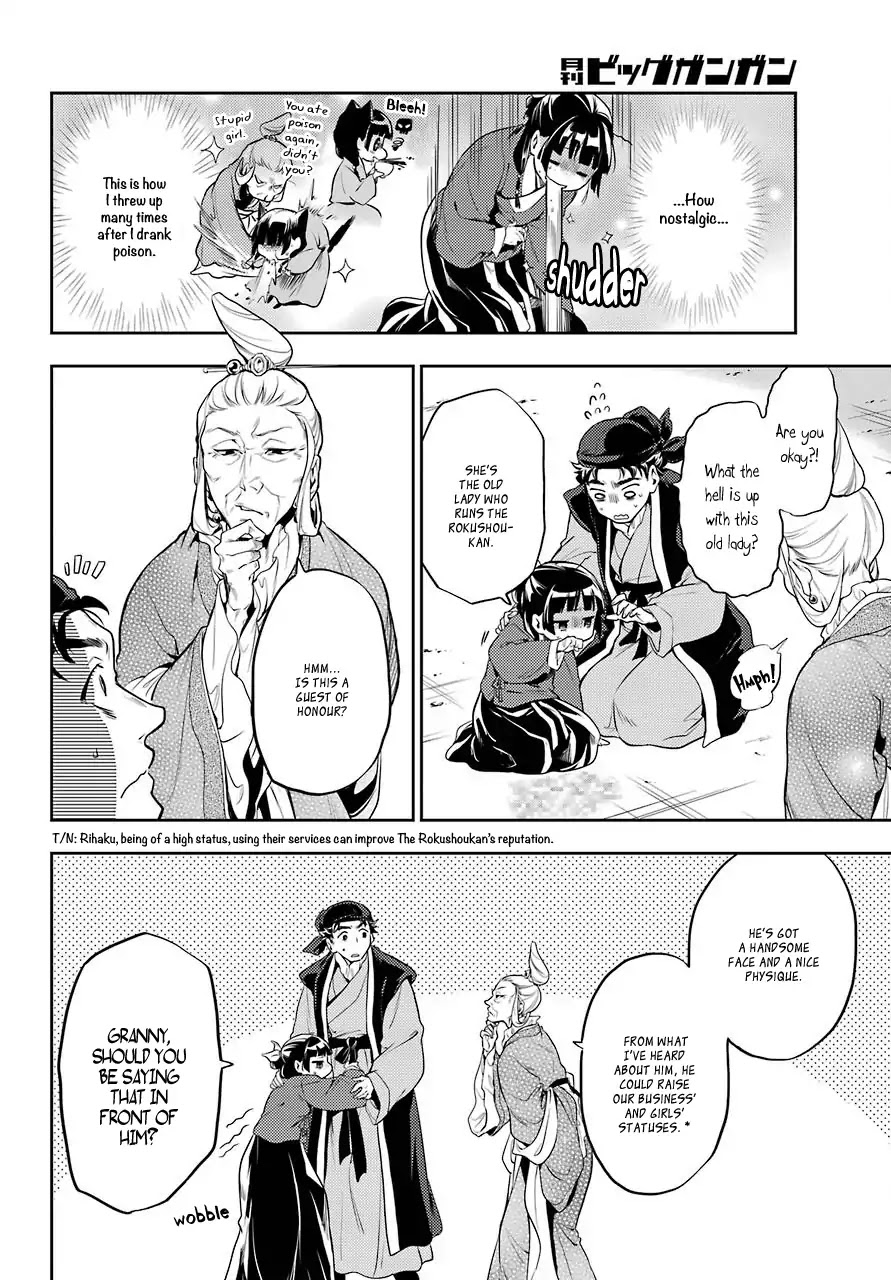 月刊ビッグガンガン
...How
nostalgic...
shudder
Bleeh!
You ate
poison
again,
didn't
you?
Stupid
girl.
This is how
I threw up
many times
after I drank
poison.
Are you
okay?!
What the
hell is up
with this
old lady?
Hmph!
SHE'S
THE OLD
LADY WHO
RUNS THE
ROKUSHOU-
KAN.
HMM...
IS THIS A
GUEST OF
HONOUR?
T/N: Rihaku, being of a high status, using their services can improve The Rokushoukan's reputation.
HE'S GOT
A HANDSOME
FACE AND A NICE
PHYSIQUE.
FROM WHAT
I'VE HEARD
ABOUT HIM, HE
COULD RAISE
OUR BUSINESS'
AND GIRLS'
STATUSES. *
GRANNY,
SHOULD YOU
BE SAYING
THAT IN
FRONT OF
HIM?
wobble